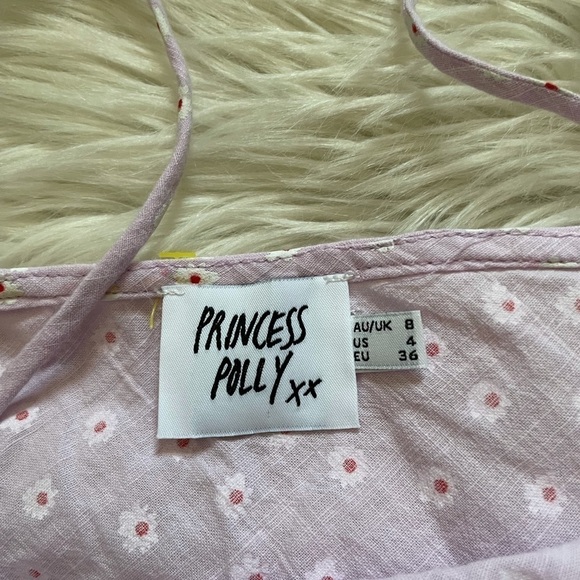 PRINCESS
POLLY xx
AU/UK 8
US 4
EU 36